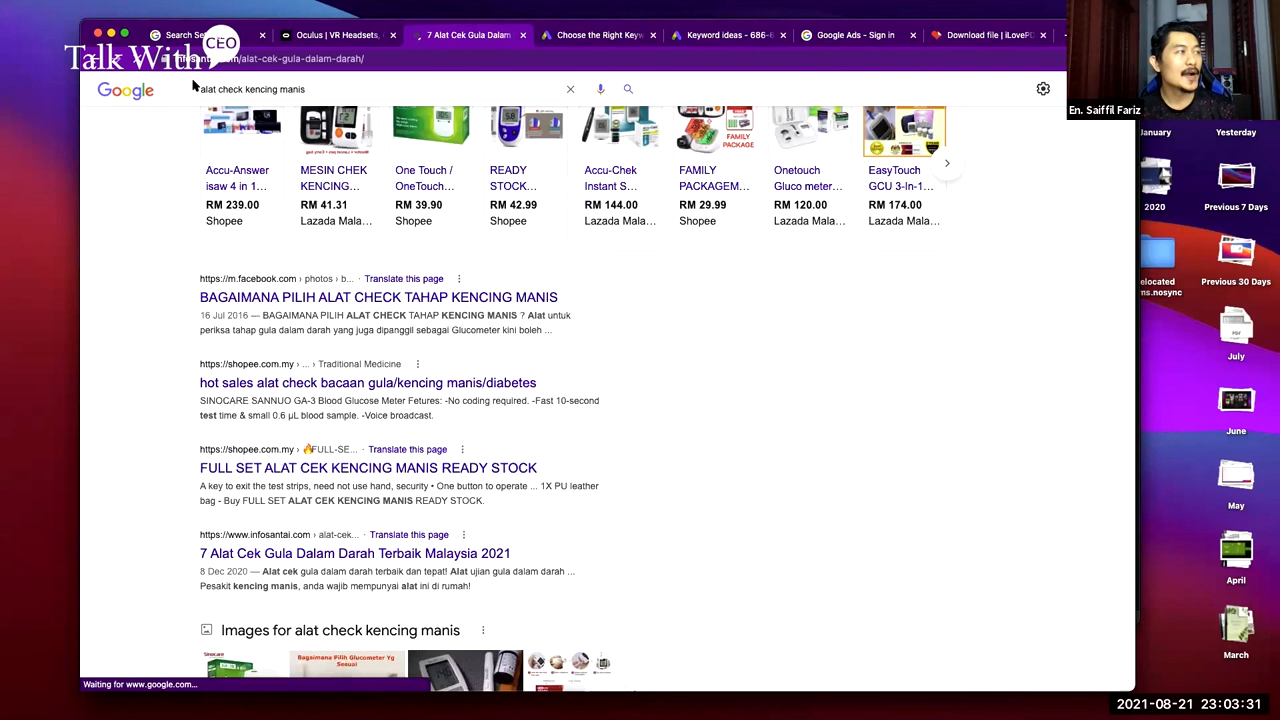 Talk With CEO
Search Se
Oculus | VR Headsets,
7 Alat Cek Gula Dalam
Choose the Right Keyw
Keyword ideas - 686-6
Google Ads - Sign in
Download file | iLovePD
/alat-cek-gula-dalam-darah/
Google
alat check kencing manis
En. Saiffil Fariz
Accu-Answer
isaw 4 in 1...
RM 239.00
Shopee
MESIN CHEK
KENCING...
RM 41.31
Lazada Mala...
One Touch /
OneTouch...
RM 39.90
Shopee
READY
STOCK...
RM 42.99
Shopee
Accu-Chek
Instant S...
RM 144.00
Lazada Mala...
FAMILY
PACKAGE
FAMILY
PACKAGEM...
RM 29.99
Shopee
Onetouch
Gluco meter...
RM 120.00
Lazada Mala...
EasyTouch
GCU 3-In-1...
RM 174.00
Lazada Mala...
https://m.facebook.com › photos › b... · Translate this page
BAGAIMANA PILIH ALAT CHECK TAHAP KENCING MANIS
16 Jul 2016 — BAGAIMANA PILIH ALAT CHECK TAHAP KENCING MANIS ? Alat untuk
periksa tahap gula dalam darah yang juga dipanggil sebagai Glucometer kini boleh ...
https://shopee.com.my › ... › Traditional Medicine
hot sales alat check bacaan gula/kencing manis/diabetes
SINOCARE SANNUO GA-3 Blood Glucose Meter Fetures: -No coding required. -Fast 10-second
test time & small 0.6 μL blood sample. -Voice broadcast.
https://shopee.com.my › 🔥FULL-SE... · Translate this page
FULL SET ALAT CEK KENCING MANIS READY STOCK
A key to exit the test strips, need not use hand, security • One button to operate ... 1X PU leather
bag - Buy FULL SET ALAT CEK KENCING MANIS READY STOCK.
https://www.infosantai.com › alat-cek... · Translate this page
7 Alat Cek Gula Dalam Darah Terbaik Malaysia 2021
8 Dec 2020 — Alat cek gula dalam darah terbaik dan tepat! Alat ujian gula dalam darah ...
Pesakit kencing manis, anda wajib mempunyai alat ini di rumah!
Images for alat check kencing manis
Bagaimana Pilih Glucometer Yg
Sesuai
Waiting for www.google.com...
January
Yesterday
2020
Previous 7 Days
elocated
ms.nosync
Previous 30 Days
PDF
July
June
May
April
March
2021-08-21 23:03:31